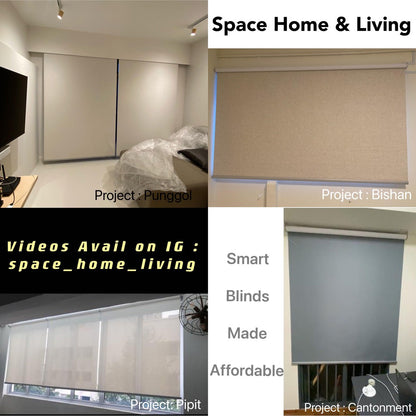 Space Home & Living
Project : Punggol
Project : Bishan
Videos Avail on IG :
space_home_living
Smart
Blinds
Made
Affordable
Project: Pipit
Project : Cantonment